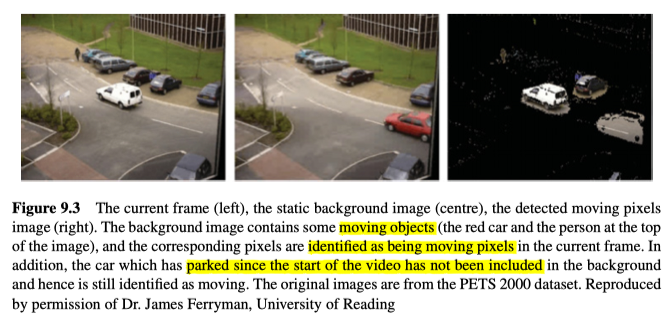 Figure 9.3 The current frame (left), the static background image (centre), the detected moving pixels
image (right). The background image contains some moving objects (the red car and the person at the top
of the image), and the corresponding pixels are identified as being moving pixels in the current frame. In
addition, the car which has parked since the start of the video has not been included in the background
and hence is still identified as moving. The original images are from the PETS 2000 dataset. Reproduced
by permission of Dr. James Ferryman, University of Reading